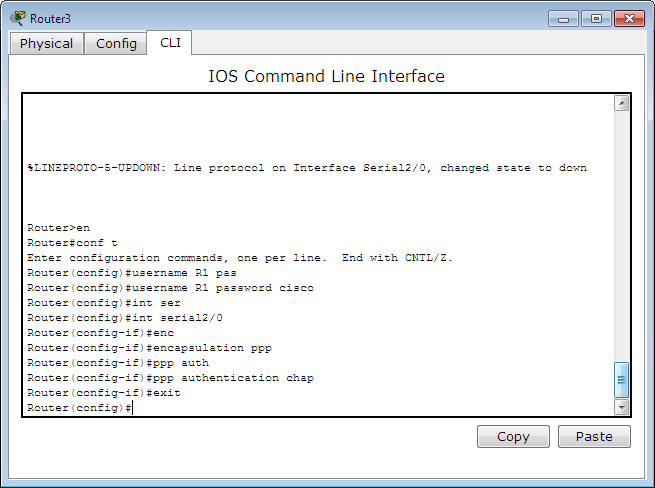 Router3
Physical Config CLI
IOS Command Line Interface
%LINEPROTO-5-UPDOWN: Line protocol on Interface Serial2/0, changed state to down
Router>en
Router#conf t
Enter configuration commands, one per line.  End with CNTL/Z.
Router(config)#username R1 pas
Router(config)#username R1 password cisco
Router(config)#int ser
Router(config)#int serial2/0
Router(config-if)#enc
Router(config-if)#encapsulation ppp
Router(config-if)#ppp auth
Router(config-if)#ppp authentication chap
Router(config-if)#exit
Router(config)#
Copy Paste